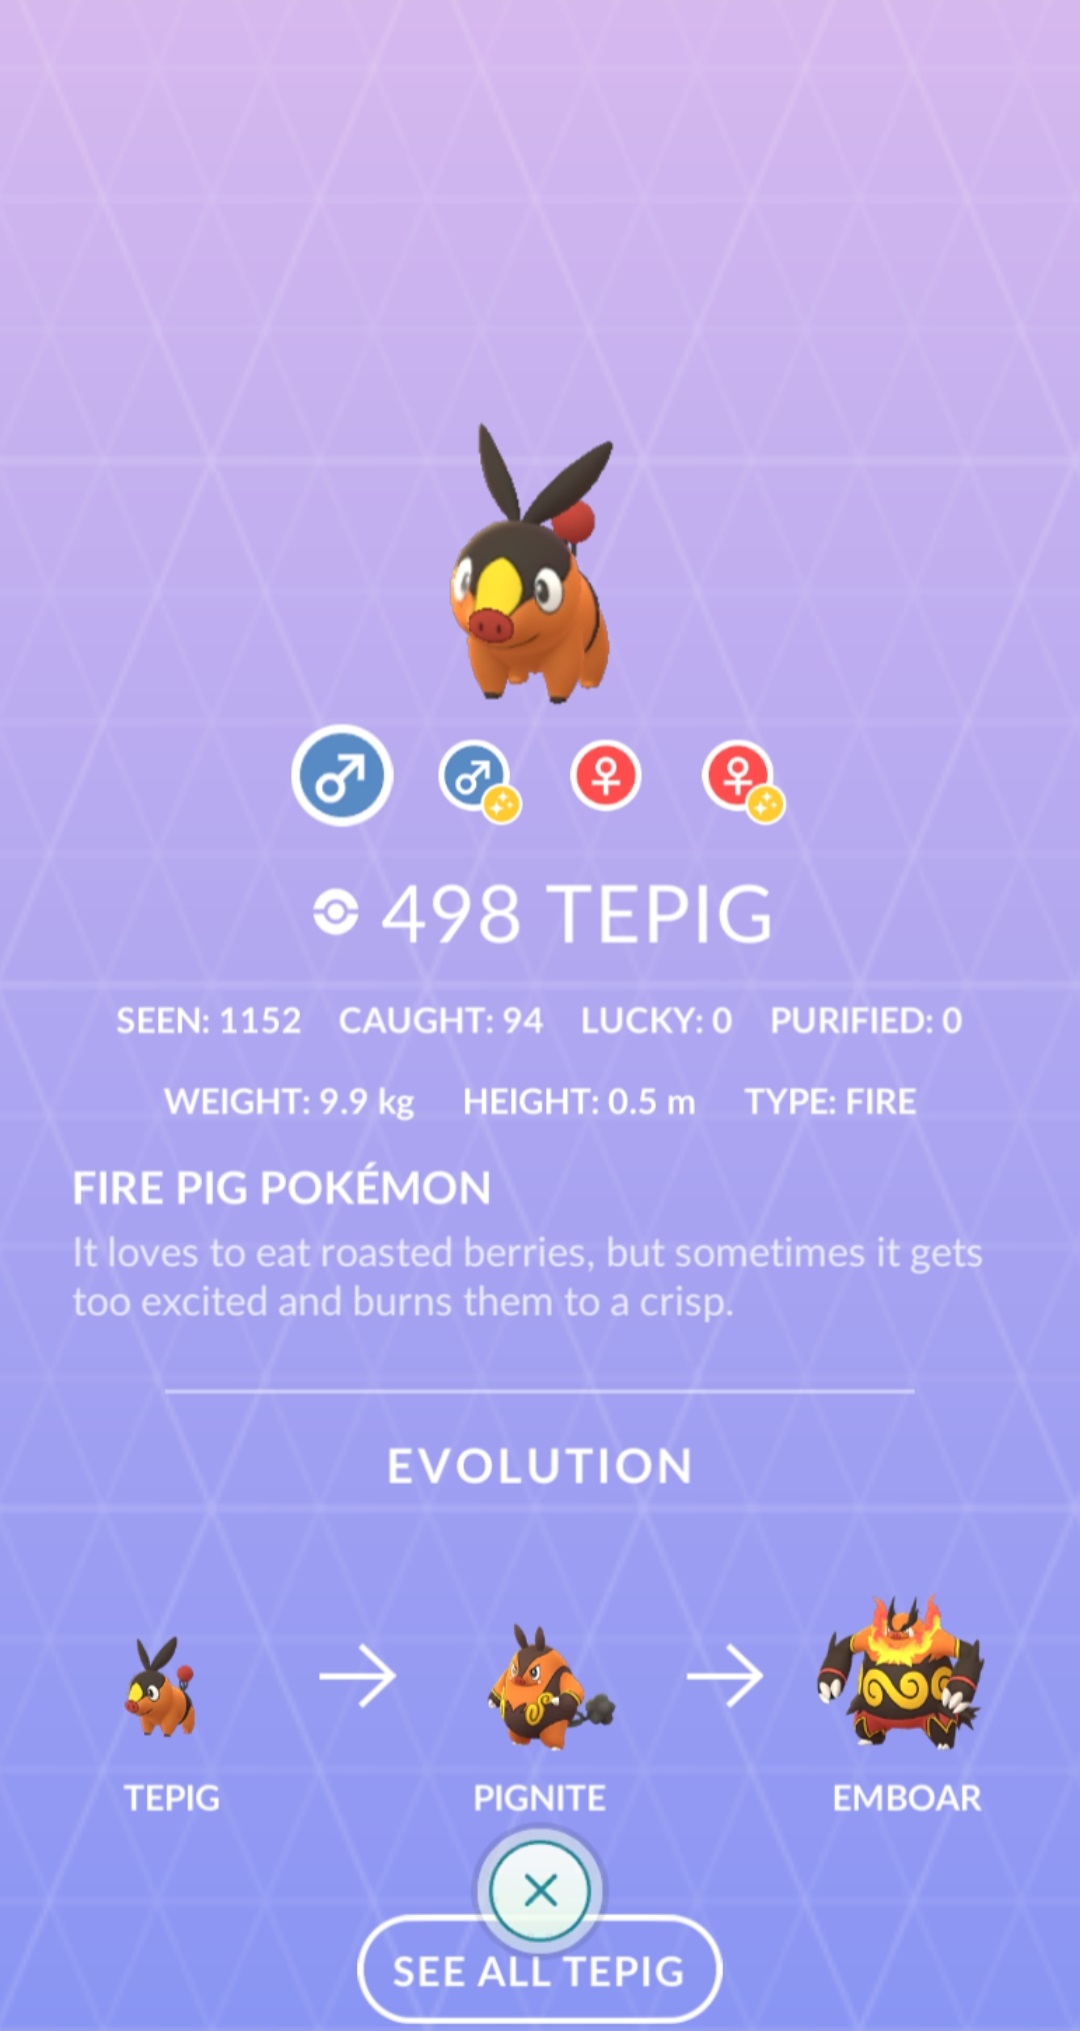 498 TEPIG
SEEN: 1152 CAUGHT: 94 LUCKY: 0 PURIFIED: 0
WEIGHT: 9.9 kg HEIGHT: 0.5 m TYPE: FIRE
FIRE PIG POKÉMON
It loves to eat roasted berries, but sometimes it gets
too excited and burns them to a crisp.
EVOLUTION
TEPIG PIGNITE EMBOAR
SEE ALL TEPIG